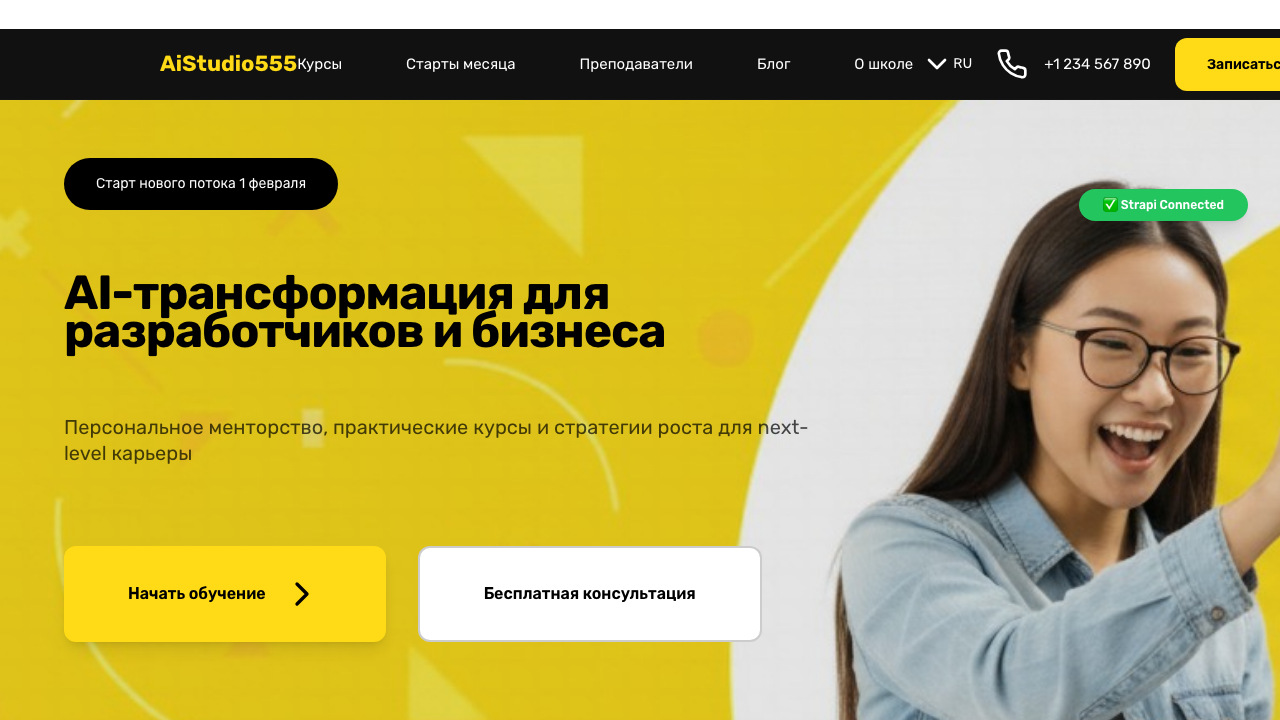 AiStudio555 Курсы Старты месяца Преподаватели Блог О школе RU +1 234 567 890 Записатьс
Старт нового потока 1 февраля
✅ Strapi Connected
AI-трансформация для
разработчиков и бизнеса
Персональное менторство, практические курсы и стратегии роста для next-
level карьеры
Начать обучение
Бесплатная консультация